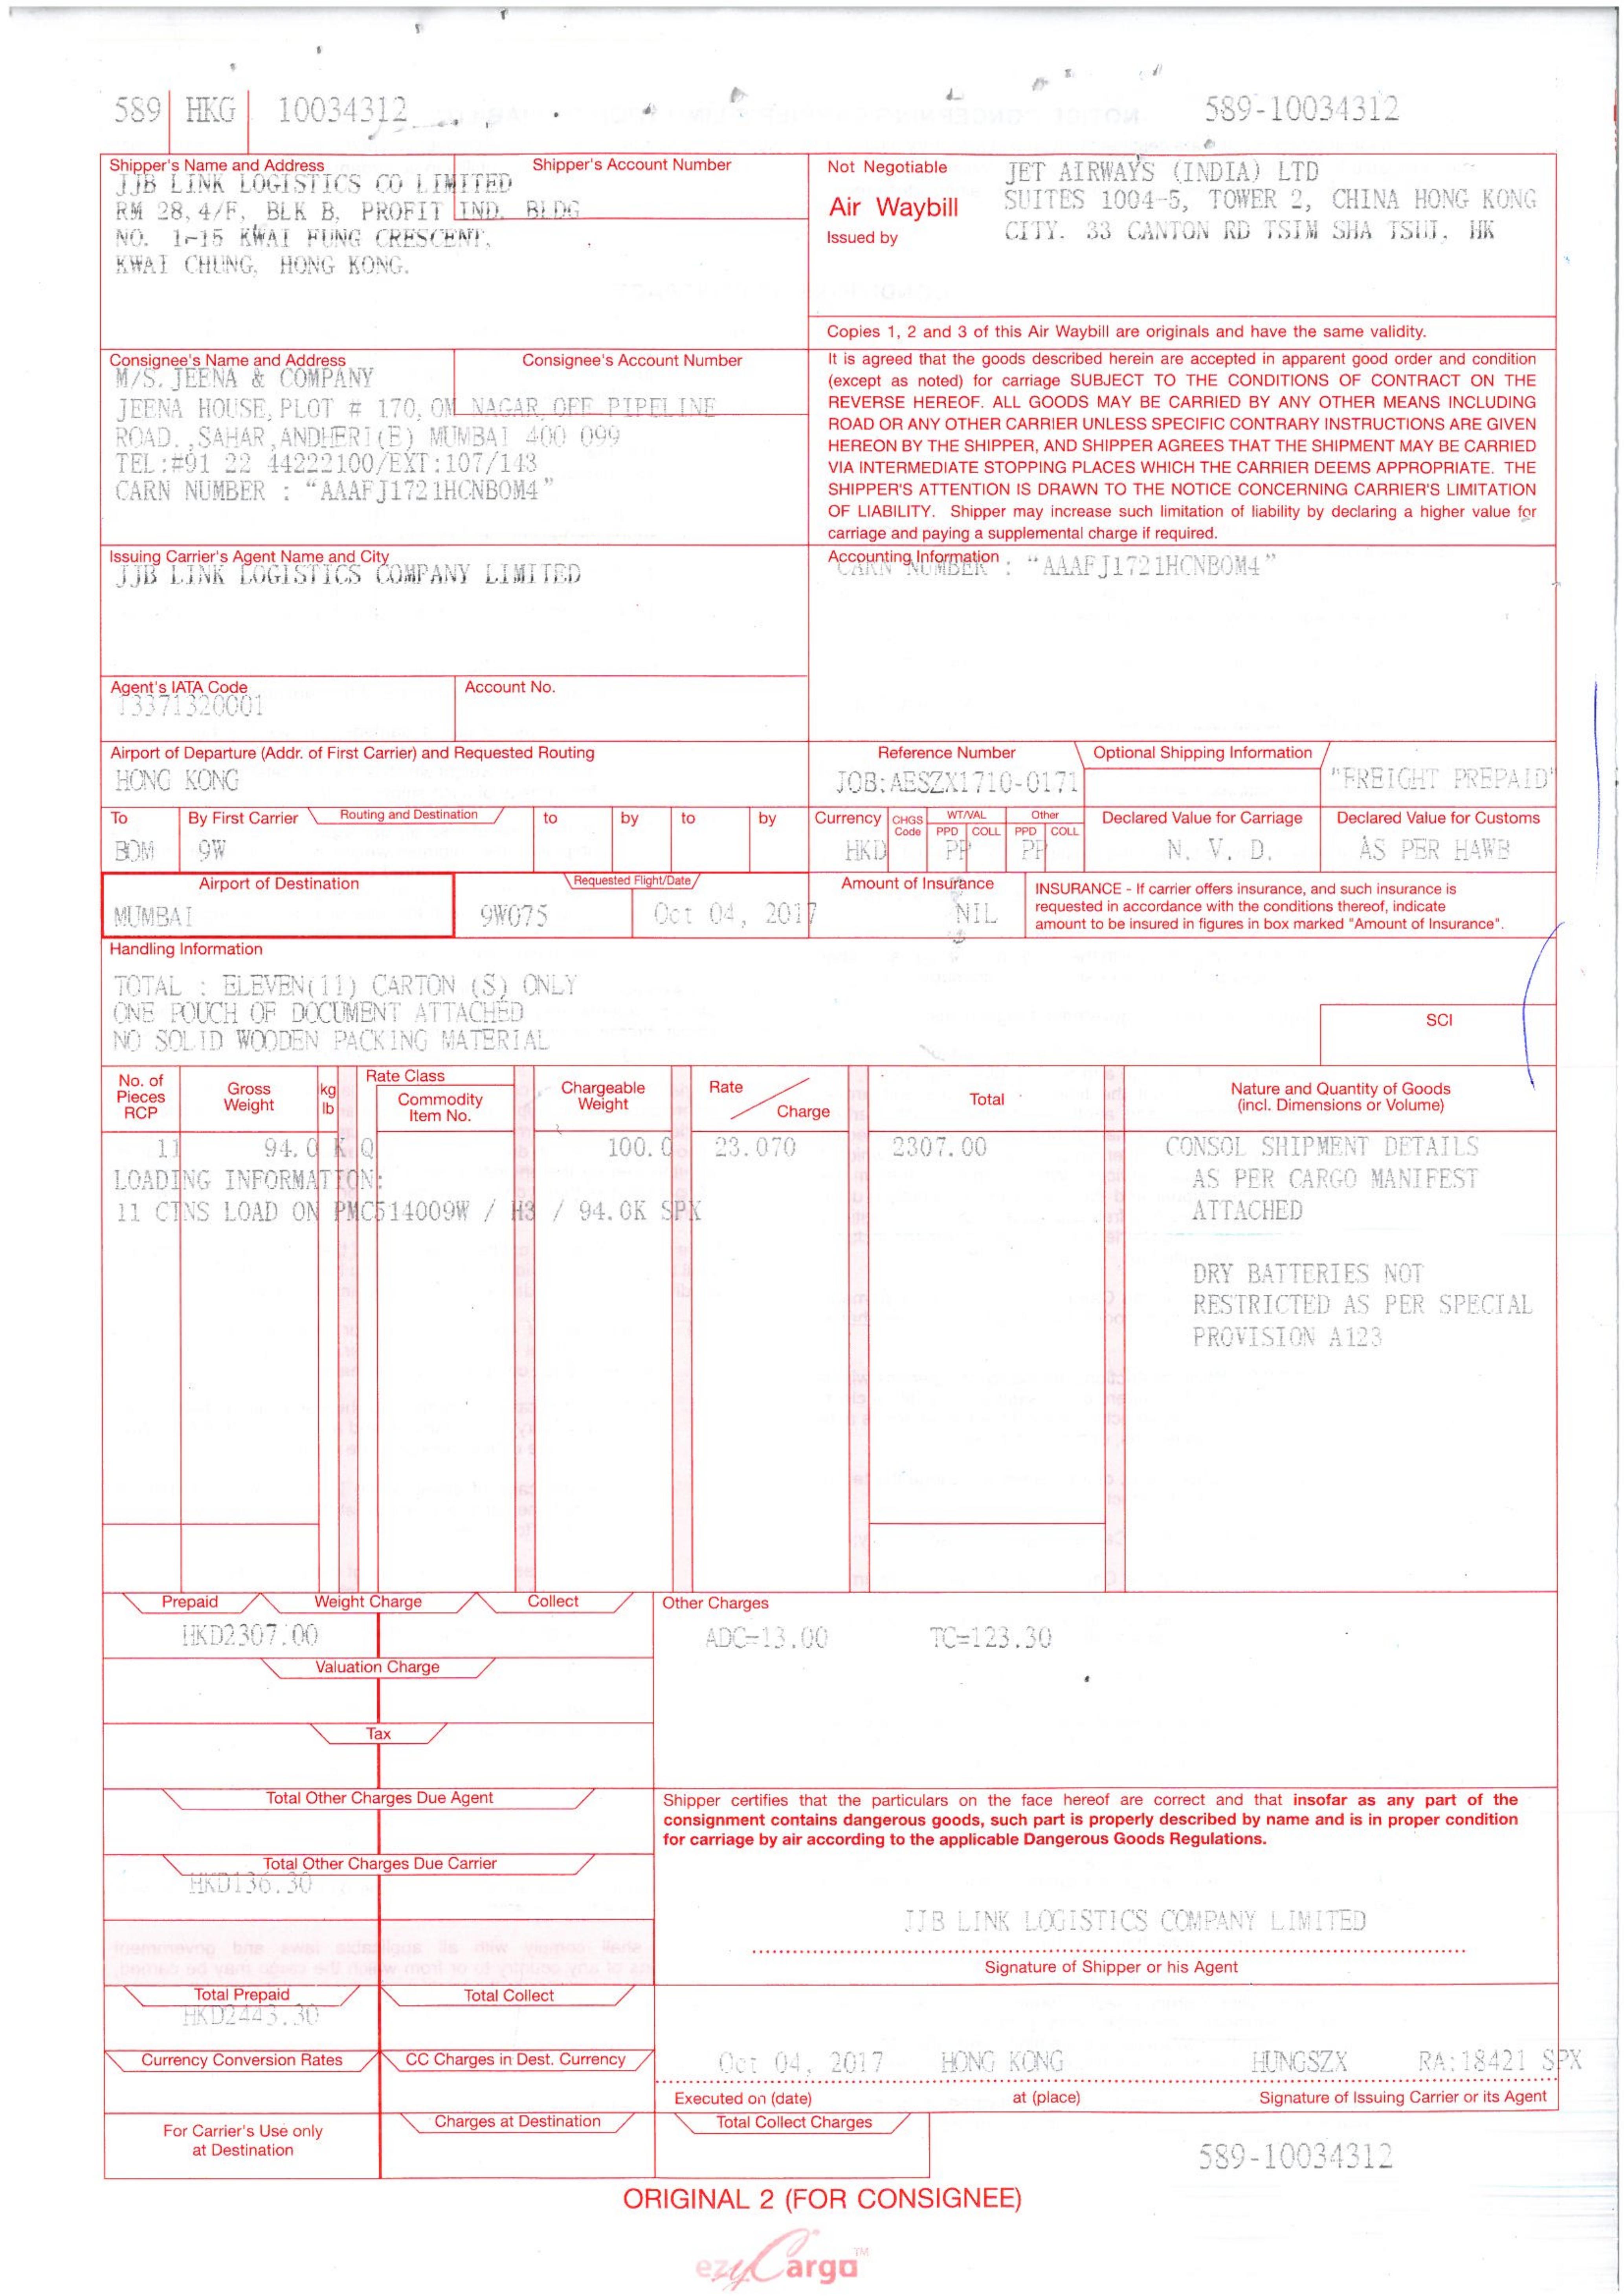 589 HKG 10034312 589-10034312
Shipper's Name and Address
Shipper's Account Number
JJB LINK LOGISTICS CO LIMITED
RM 28, 4/F, BLK B, PROFIT IND. BLDG
NO. 1-15 KWAI FUNG CRESCENT,
KWAI CHUNG, HONG KONG.
Not Negotiable
Air Waybill
Issued by
JET AIRWAYS (INDIA) LTD
SUITES 1004-5, TOWER 2, CHINA HONG KONG
CITY. 33 CANTON RD TSIM SHA TSUI, HK
Copies 1, 2 and 3 of this Air Waybill are originals and have the same validity.
Consignee's Name and Address
Consignee's Account Number
M/S. JEENA & COMPANY
JEENA HOUSE, PLOT # 170, OM NAGAR OFF PIPELINE
ROAD., SAHAR, ANDHERI(E) MUMBAI 400 099
TEL:#91 22 44222100/EXT:107/143
CARN NUMBER : "AAAFJ1721HCNBOM4"
It is agreed that the goods described herein are accepted in apparent good order and condition
(except as noted) for carriage SUBJECT TO THE CONDITIONS OF CONTRACT ON THE
REVERSE HEREOF. ALL GOODS MAY BE CARRIED BY ANY OTHER MEANS INCLUDING
ROAD OR ANY OTHER CARRIER UNLESS SPECIFIC CONTRARY INSTRUCTIONS ARE GIVEN
HEREON BY THE SHIPPER, AND SHIPPER AGREES THAT THE SHIPMENT MAY BE CARRIED
VIA INTERMEDIATE STOPPING PLACES WHICH THE CARRIER DEEMS APPROPRIATE. THE
SHIPPER'S ATTENTION IS DRAWN TO THE NOTICE CONCERNING CARRIER'S LIMITATION
OF LIABILITY. Shipper may increase such limitation of liability by declaring a higher value for
carriage and paying a supplemental charge if required.
Issuing Carrier's Agent Name and City
JJB LINK LOGISTICS COMPANY LIMITED
Accounting Information
CARN NUMBER : "AAAFJ1721HCNBOM4"
Agent's IATA Code
Account No.
13371320001
Airport of Departure (Addr. of First Carrier) and Requested Routing
HONG KONG
Reference Number
Optional Shipping Information
JOB:AESZX1710-0171
"FREIGHT PREPAID"
To By First Carrier Routing and Destination to by to by Currency CHGS Code WT/VAL PPD COLL Other PPD COLL Declared Value for Carriage Declared Value for Customs
BOM 9W HKD PP PP N. V. D. AS PER HAWB
Airport of Destination Requested Flight/Date Amount of Insurance
MUMBAI 9W075 Oct 04, 2017 NIL
INSURANCE - If carrier offers insurance, and such insurance is
requested in accordance with the conditions thereof, indicate
amount to be insured in figures in box marked "Amount of Insurance".
Handling Information
TOTAL : ELEVEN(11) CARTON (S) ONLY
ONE POUCH OF DOCUMENT ATTACHED
NO SOLID WOODEN PACKING MATERIAL
SCI
No. of Pieces RCP Gross Weight kg lb Rate Class Commodity Item No. Chargeable Weight Rate / Charge Total Nature and Quantity of Goods (incl. Dimensions or Volume)
11 94.0 K Q 100.0 23.070 2307.00 CONSOL SHIPMENT DETAILS
LOADING INFORMATION: AS PER CARGO MANIFEST
11 CTNS LOAD ON PMC514009W / H3 / 94.0K SPX ATTACHED
DRY BATTERIES NOT
RESTRICTED AS PER SPECIAL
PROVISION A123
Prepaid Weight Charge Collect Other Charges
HKD2307.00 ADC=13.00 TC=123.30
Valuation Charge
Tax
Total Other Charges Due Agent
Shipper certifies that the particulars on the face hereof are correct and that insofar as any part of the
consignment contains dangerous goods, such part is properly described by name and is in proper condition
for carriage by air according to the applicable Dangerous Goods Regulations.
Total Other Charges Due Carrier
HKD136.30
JJB LINK LOGISTICS COMPANY LIMITED
Signature of Shipper or his Agent
Total Prepaid Total Collect
HKD2443.30
Currency Conversion Rates CC Charges in Dest. Currency
Oct 04, 2017 HONG KONG HUNGSZX RA:18421 SPX
Executed on (date) at (place) Signature of Issuing Carrier or its Agent
For Carrier's Use only at Destination
Charges at Destination Total Collect Charges
589-10034312
ORIGINAL 2 (FOR CONSIGNEE)
ezyCargo TM